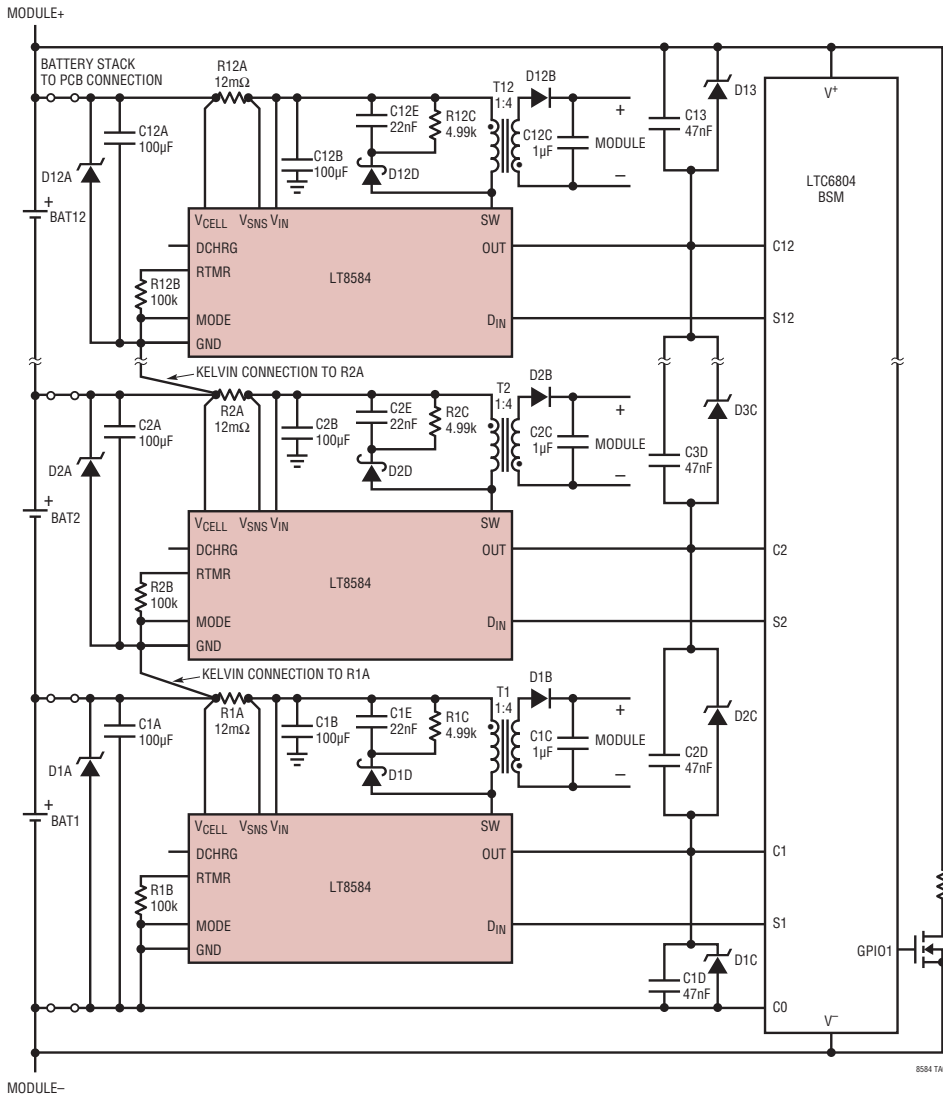 MODULE+
BATTERY STACK
TO PCB CONNECTION
R12A
12mΩ
C12A
100µF
D12A
+
BAT12
C12B
100µF
C12E
22nF
R12C
4.99k
D12D
T12
1:4
D12B
C12C
1µF
+
MODULE
–
C13
47nF
D13
V+
LTC6804
BSM
VCELL
VSNS
VIN
SW
DCHRG
OUT
C12
RTMR
LT8584
R12B
100k
MODE
DIN
S12
GND
KELVIN CONNECTION TO R2A
R2A
12mΩ
C2A
100µF
D2A
+
BAT2
C2B
100µF
C2E
22nF
R2C
4.99k
D2D
T2
1:4
D2B
C2C
1µF
+
MODULE
–
D3C
C3D
47nF
VCELL
VSNS
VIN
SW
DCHRG
OUT
C2
RTMR
LT8584
R2B
100k
MODE
DIN
S2
GND
KELVIN CONNECTION TO R1A
R1A
12mΩ
C1A
100µF
D1A
+
BAT1
C1B
100µF
C1E
22nF
R1C
4.99k
D1D
T1
1:4
D1B
C1C
1µF
+
MODULE
–
D2C
C2D
47nF
VCELL
VSNS
VIN
SW
DCHRG
OUT
C1
RTMR
LT8584
R1B
100k
MODE
DIN
S1
GND
GPIO1
D1C
C1D
47nF
C0
V–
MODULE–
8584 TA